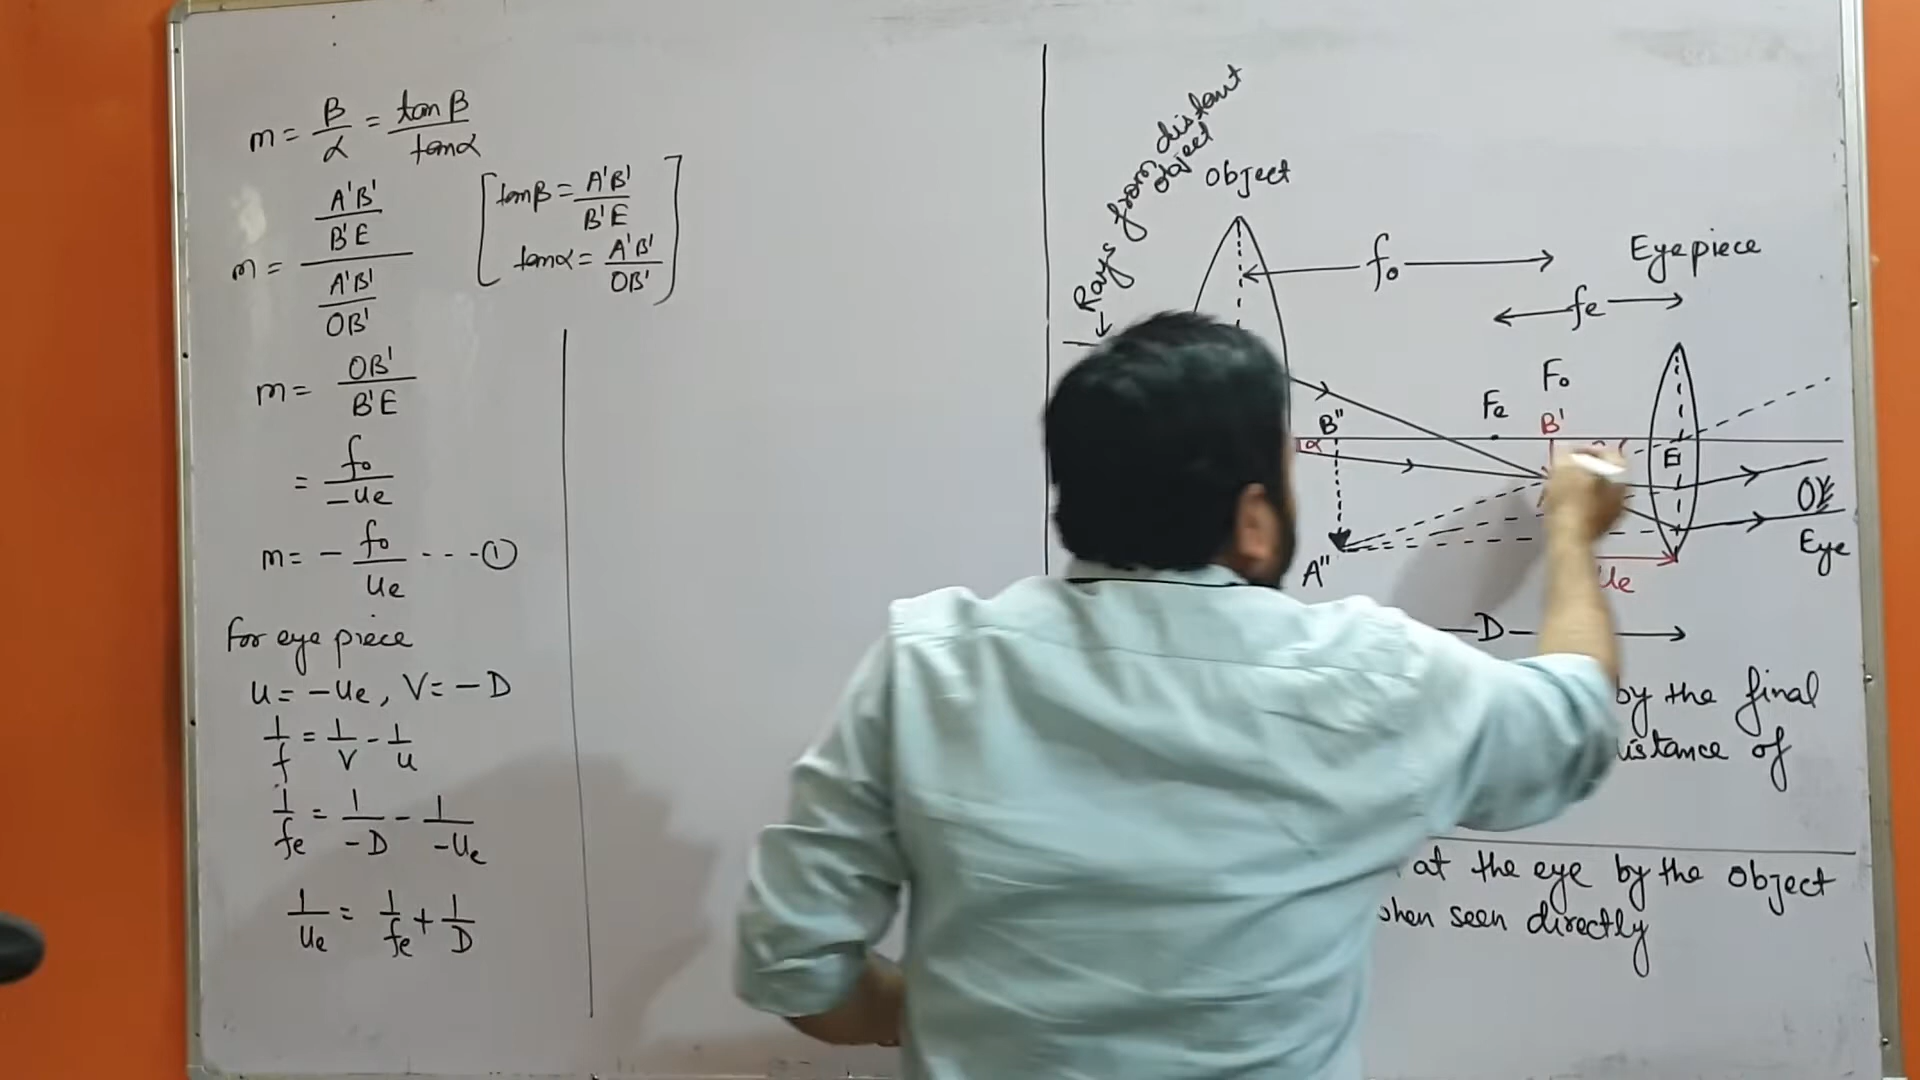 m = β/α = tanβ/tanα
m = (A'B'/B'E)/(A'B'/OB')
[tanβ = A'B'/B'E
tanα = A'B'/OB']
m = OB'/B'E
= fo/-ue
m = - fo/ue ---①
For eye piece
u = -ue, V = -D
1/f = 1/V - 1/u
1/fe = 1/-D - 1/-ue
1/ue = 1/fe + 1/D
Rays from distant
object
Object
fo
Eyepiece
fe
Fo
Fe
B'
B"
α
E
A"
Eye
ue
D
by the final
distance of
at the eye by the object
when seen directly